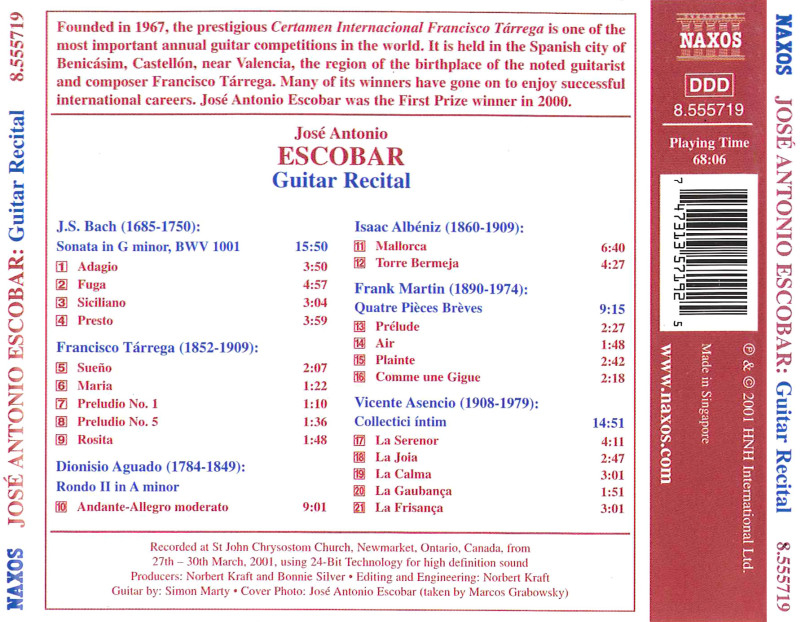 NAXOS JOSÉ ANTONIO ESCOBAR: Guitar Recital 8.555719
Founded in 1967, the prestigious Certamen Internacional Francisco Tárrega is one of the
most important annual guitar competitions in the world. It is held in the Spanish city of
Benicásim, Castellón, near Valencia, the region of the birthplace of the noted guitarist
and composer Francisco Tárrega. Many of its winners have gone on to enjoy successful
international careers. José Antonio Escobar was the First Prize winner in 2000.
José Antonio
ESCOBAR
Guitar Recital
J.S. Bach (1685-1750):
Sonata in G minor, BWV 1001 15:50
1 Adagio 3:50
2 Fuga 4:57
3 Siciliano 3:04
4 Presto 3:59
Francisco Tárrega (1852-1909):
5 Sueño 2:07
6 Maria 1:22
7 Preludio No. 1 1:10
8 Preludio No. 5 1:36
9 Rosita 1:48
Dionisio Aguado (1784-1849):
Rondo II in A minor
10 Andante-Allegro moderato 9:01
Isaac Albéniz (1860-1909):
11 Mallorca 6:40
12 Torre Bermeja 4:27
Frank Martin (1890-1974):
Quatre Pièces Brèves 9:15
13 Prélude 2:27
14 Air 1:48
15 Plainte 2:42
16 Comme une Gigue 2:18
Vicente Asencio (1908-1979):
Collectici íntim 14:51
17 La Serenor 4:11
18 La Joia 2:47
19 La Calma 3:01
20 La Gaubança 1:51
21 La Frisança 3:01
Recorded at St John Chrysostom Church, Newmarket, Ontario, Canada, from
27th – 30th March, 2001, using 24-Bit Technology for high definition sound
Producers: Norbert Kraft and Bonnie Silver • Editing and Engineering: Norbert Kraft
Guitar by: Simon Marty • Cover Photo: José Antonio Escobar (taken by Marcos Grabowsky)
NAXOS
DDD
8.555719
Playing Time
68:06
7 47313 57192 5
℗ & © 2001 HNH International Ltd.
Made in Singapore
www.naxos.com
NAXOS JOSÉ ANTONIO ESCOBAR: Guitar Recital 8.555719